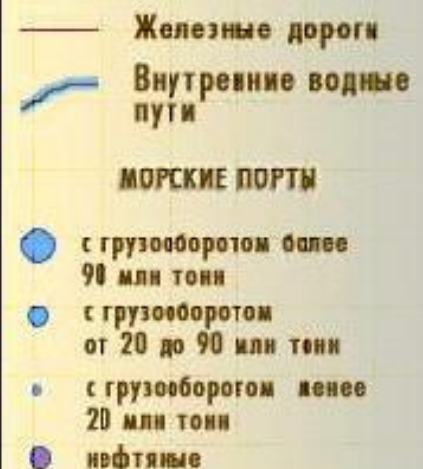 Железные дороги
Внутренние водные
пути
МОРСКИЕ ПОРТЫ
с грузооборотом более
90 млн тонн
с грузооборотом
от 20 до 90 млн тонн
с грузооборотом менее
20 млн тонн
нефтяные